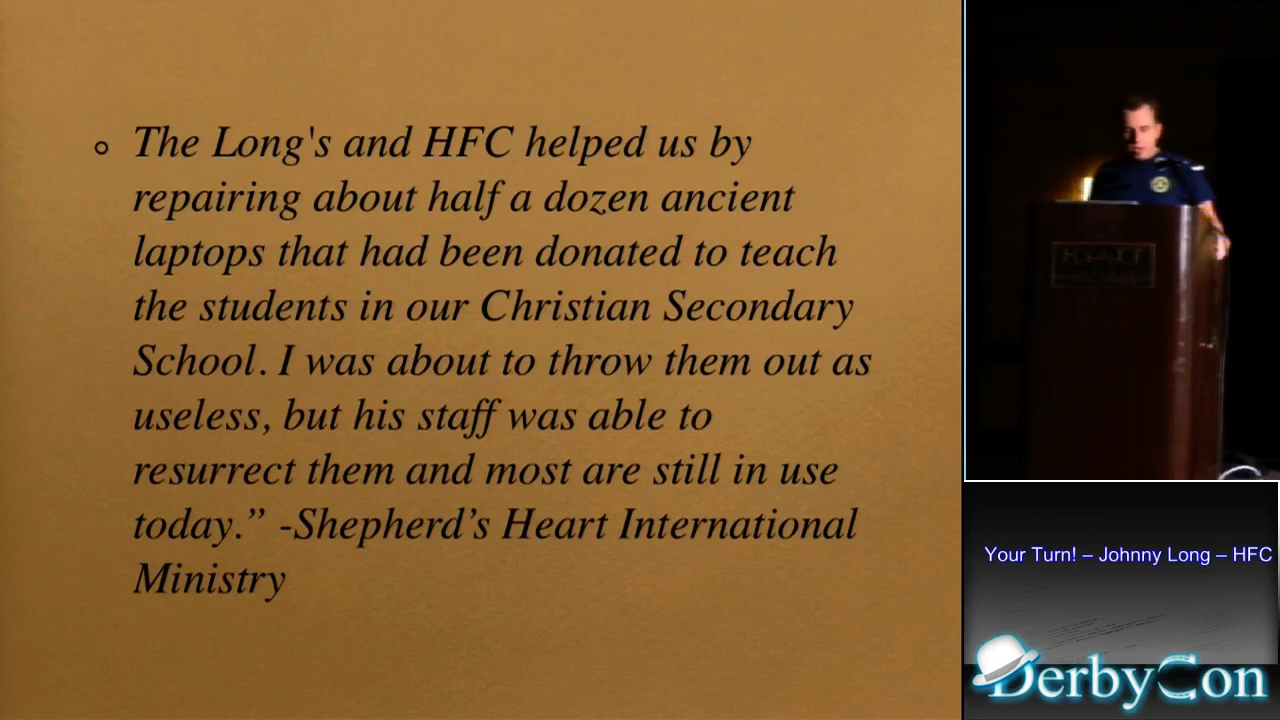 The Long's and HFC helped us by
repairing about half a dozen ancient
laptops that had been donated to teach
the students in our Christian Secondary
School. I was about to throw them out as
useless, but his staff was able to
resurrect them and most are still in use
today.” -Shepherd’s Heart International
Ministry
HYATT
Your Turn! – Johnny Long – HFC
DerbyCon